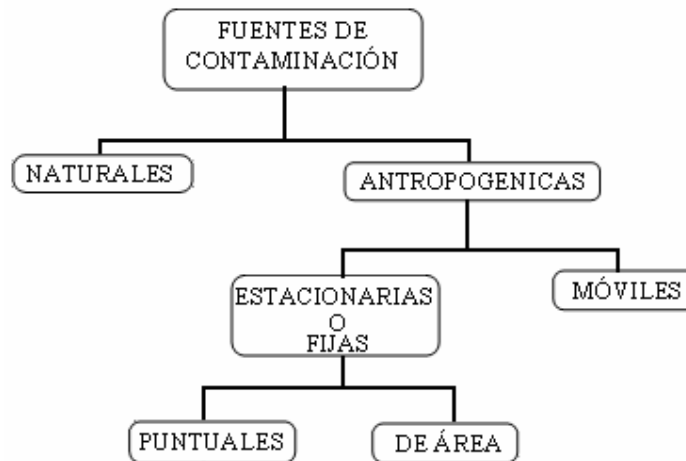 FUENTES DE
CONTAMINACIÓN
NATURALES
ANTROPOGENICAS
ESTACIONARIAS
O
FIJAS
MÓVILES
PUNTUALES
DE ÁREA